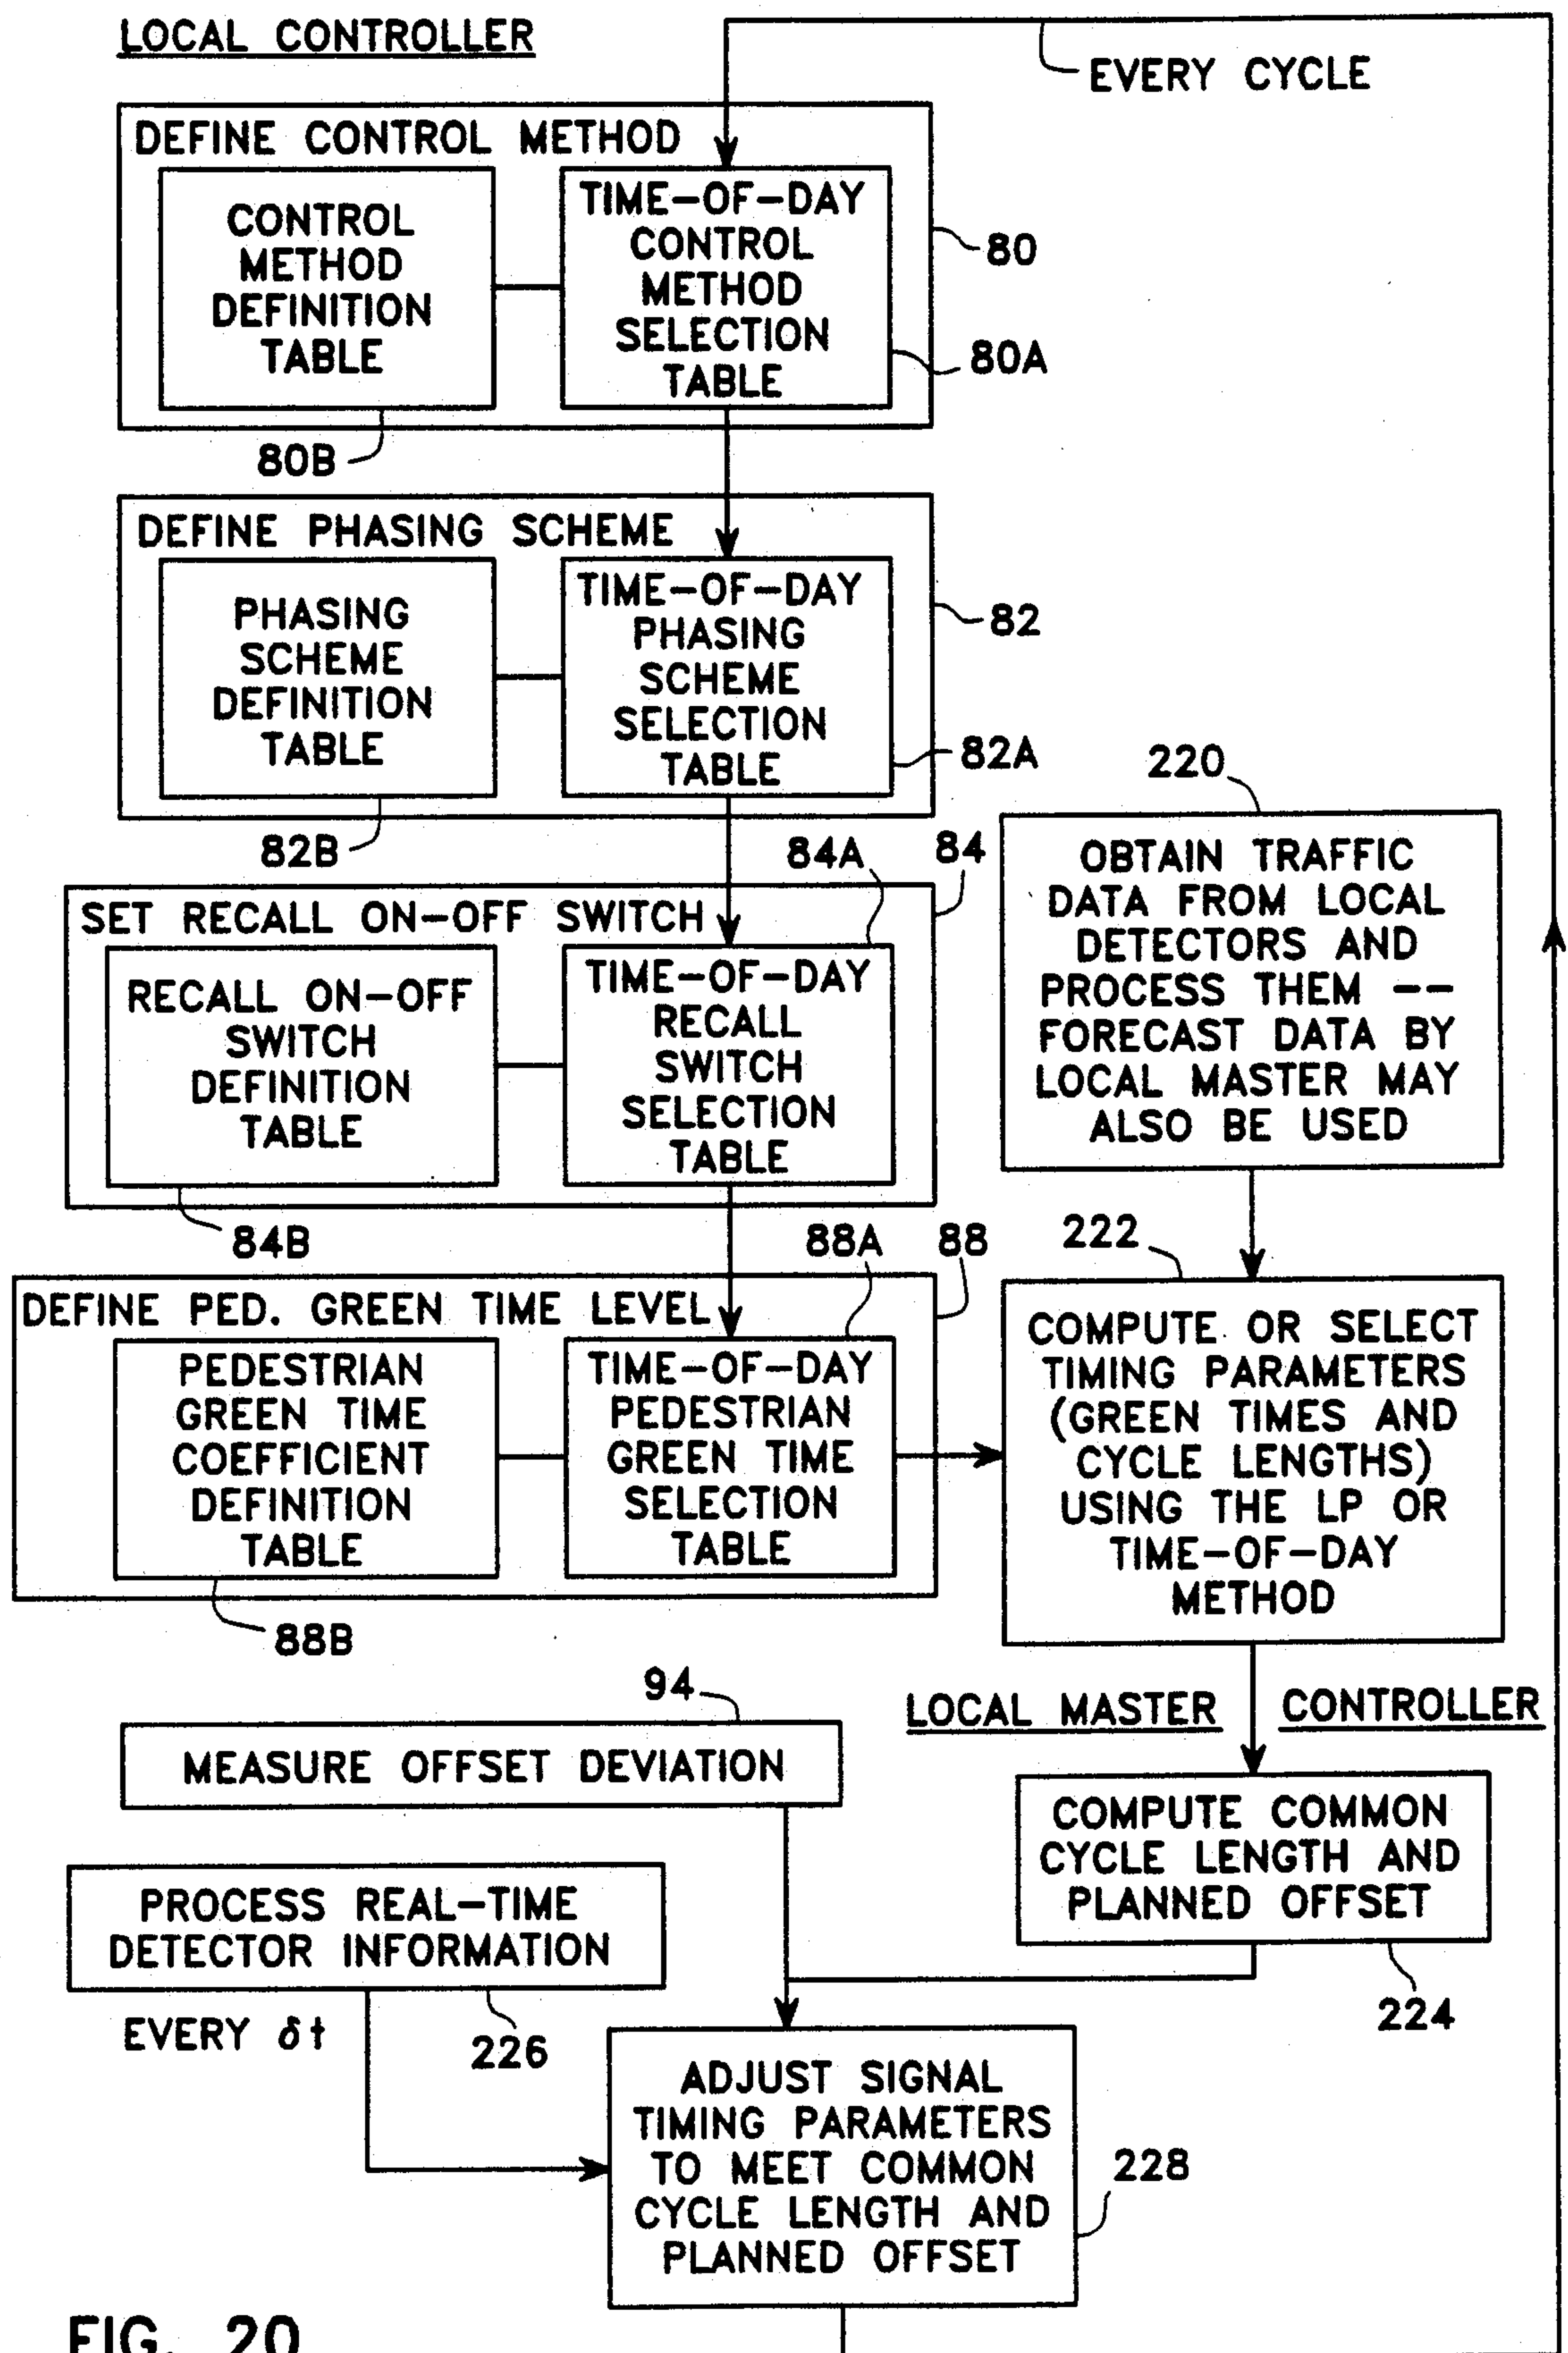 LOCAL CONTROLLER
EVERY CYCLE
DEFINE CONTROL METHOD
CONTROL
METHOD
DEFINITION
TABLE
TIME-OF-DAY
CONTROL
METHOD
SELECTION
TABLE
80
80A
80B
DEFINE PHASING SCHEME
PHASING
SCHEME
DEFINITION
TABLE
TIME-OF-DAY
PHASING
SCHEME
SELECTION
TABLE
82
82A
82B
84A
84
SET RECALL ON-OFF SWITCH
RECALL ON-OFF
SWITCH
DEFINITION
TABLE
TIME-OF-DAY
RECALL
SWITCH
SELECTION
TABLE
84B
220
OBTAIN TRAFFIC
DATA FROM LOCAL
DETECTORS AND
PROCESS THEM --
FORECAST DATA BY
LOCAL MASTER MAY
ALSO BE USED
88A
88
DEFINE PED. GREEN TIME LEVEL
PEDESTRIAN
GREEN TIME
COEFFICIENT
DEFINITION
TABLE
TIME-OF-DAY
PEDESTRIAN
GREEN TIME
SELECTION
TABLE
88B
222
COMPUTE OR SELECT
TIMING PARAMETERS
(GREEN TIMES AND
CYCLE LENGTHS)
USING THE LP OR
TIME-OF-DAY
METHOD
94
MEASURE OFFSET DEVIATION
LOCAL MASTER CONTROLLER
COMPUTE COMMON
CYCLE LENGTH AND
PLANNED OFFSET
224
PROCESS REAL-TIME
DETECTOR INFORMATION
EVERY δt
226
ADJUST SIGNAL
TIMING PARAMETERS
TO MEET COMMON
CYCLE LENGTH AND
PLANNED OFFSET
228
FIG. 20